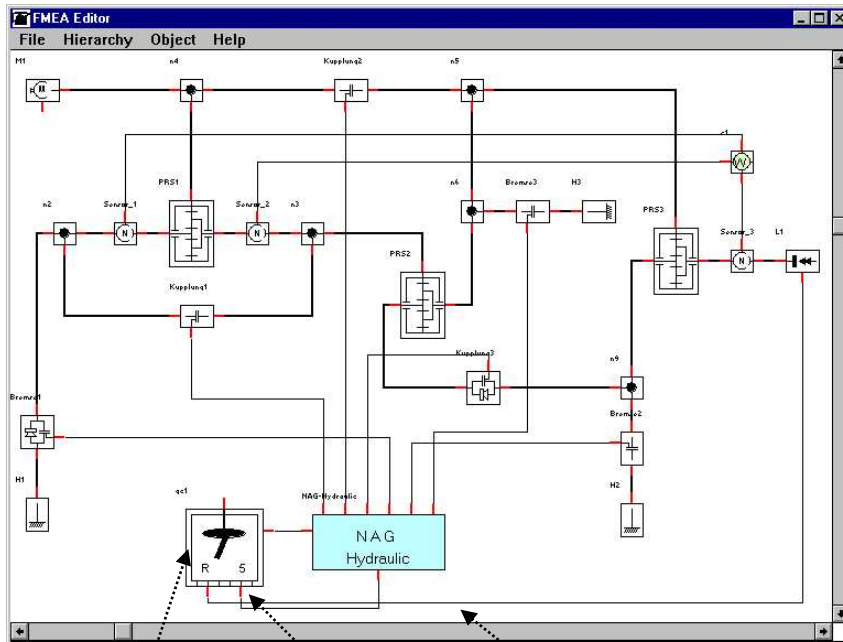 FMEA Editor
File Hierarchy Object Help
M1 n4 Kupplung2 n5
c1
PRS1 n6 Bremse3 H3
n2 Sensor_1 Sensor_2 n3 PRS3 Sensor_3 L1
N N N
PRS2
Kupplung1
Kupplung3 n9
Bremse1 Bremse2
H1 H2
gc1 NAG-Hydraulic
NAG
Hydraulic
R 5